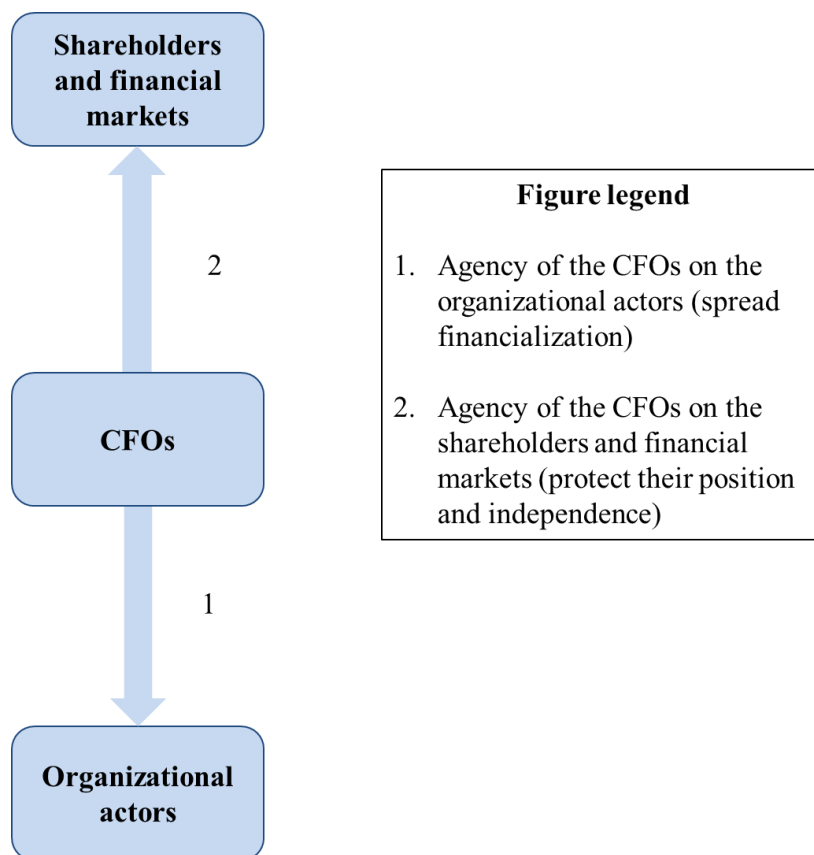 Shareholders
and financial
markets
2
Figure legend
1. Agency of the CFOs on the
organizational actors (spread
financialization)
2. Agency of the CFOs on the
shareholders and financial
markets (protect their position
and independence)
CFOs
1
Organizational
actors